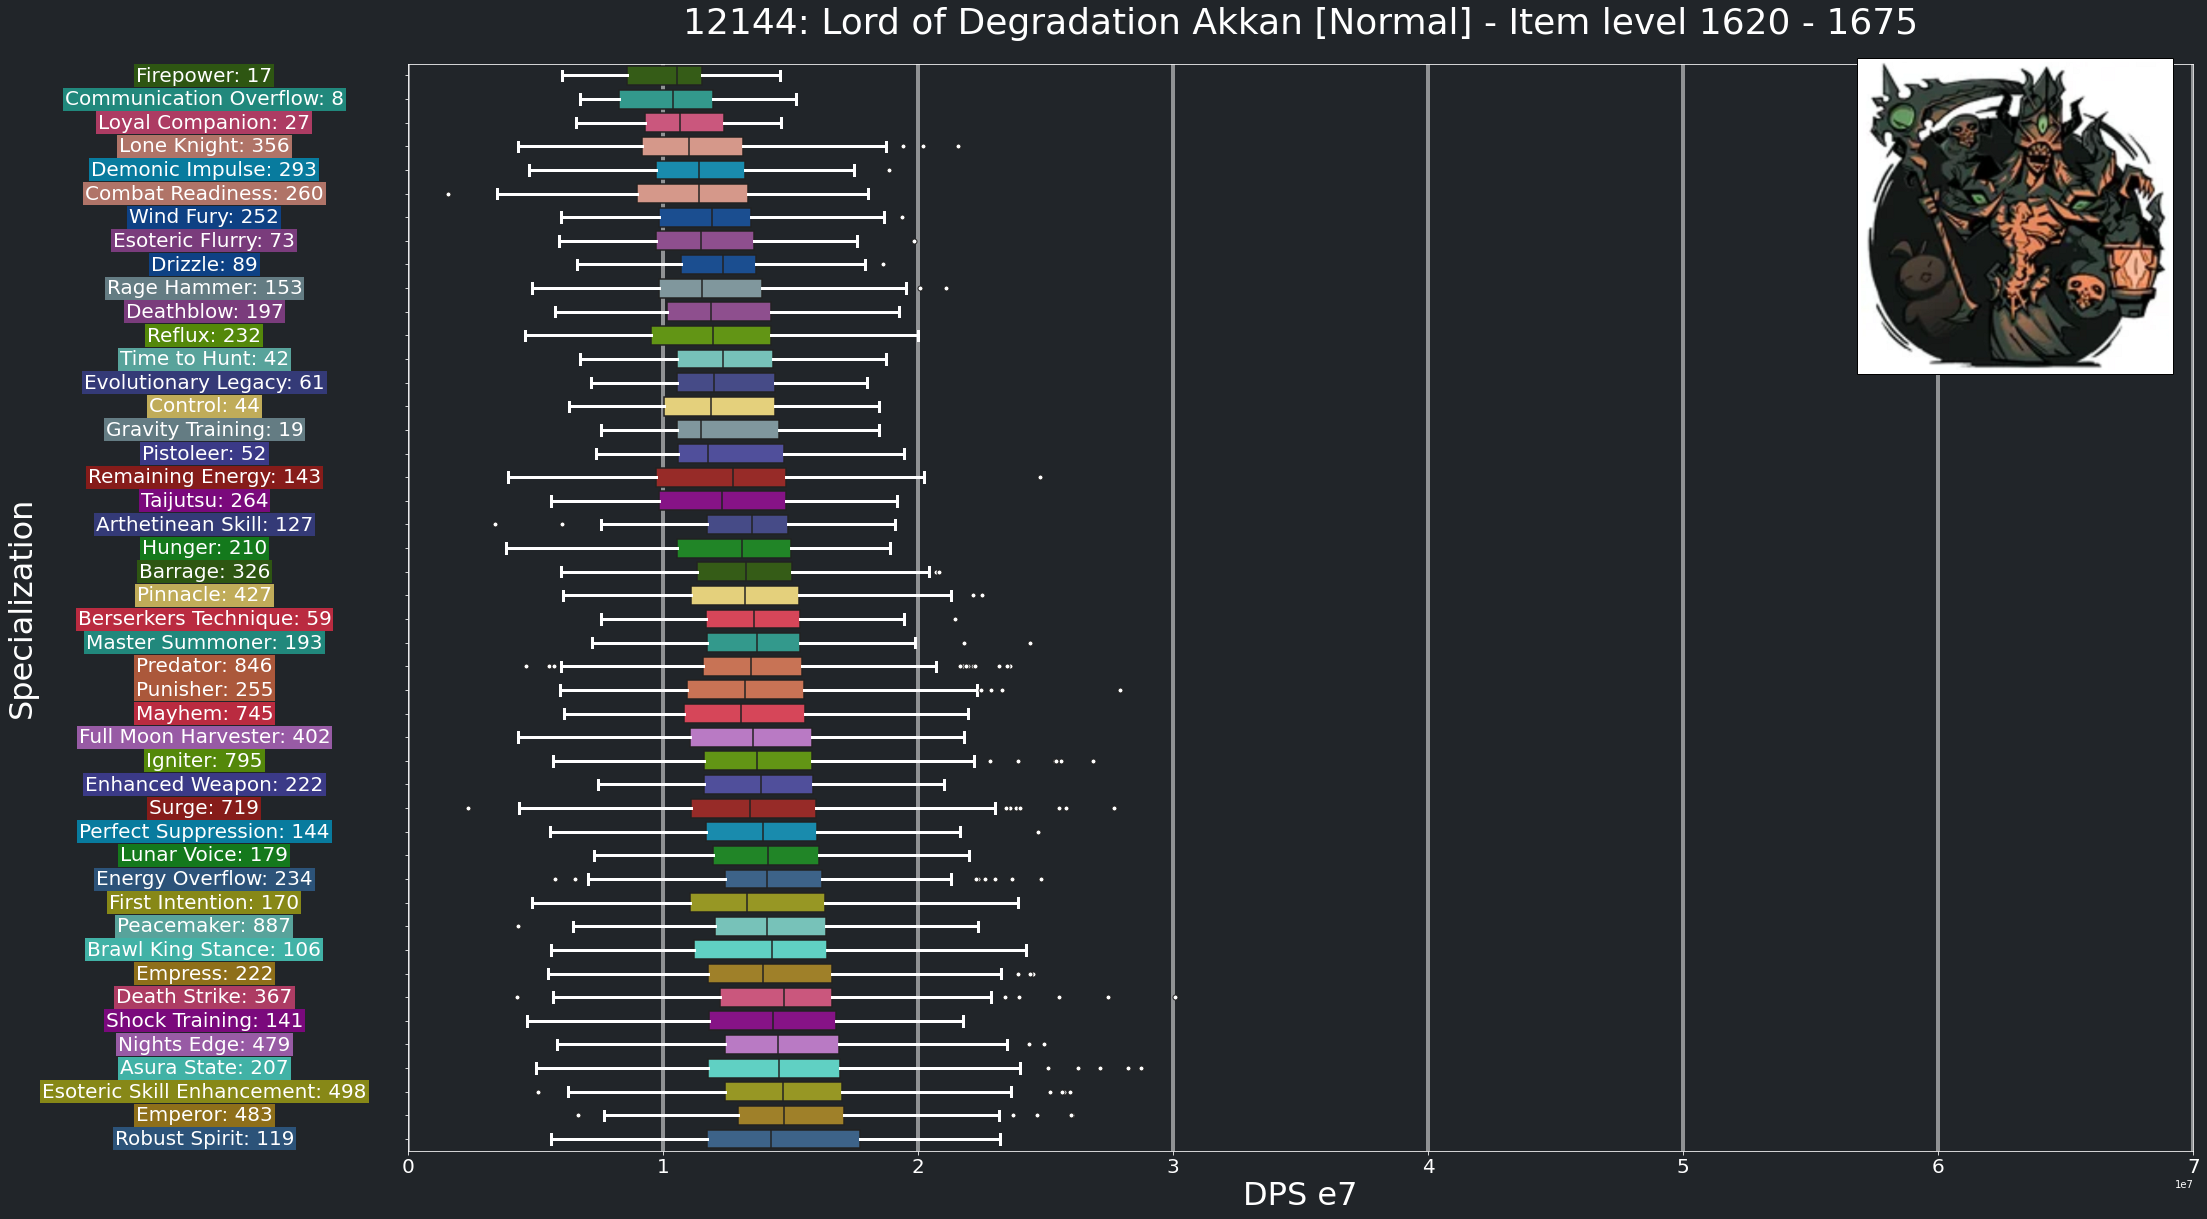 12144: Lord of Degradation Akkan [Normal] - Item level 1620 - 1675
Firepower: 17
Communication Overflow: 8
Loyal Companion: 27
Lone Knight: 356
Demonic Impulse: 293
Combat Readiness: 260
Wind Fury: 252
Esoteric Flurry: 73
Drizzle: 89
Rage Hammer: 153
Deathblow: 197
Reflux: 232
Time to Hunt: 42
Evolutionary Legacy: 61
Control: 44
Gravity Training: 19
Pistoleer: 52
Remaining Energy: 143
Taijutsu: 264
Arthetinean Skill: 127
Hunger: 210
Barrage: 326
Pinnacle: 427
Berserkers Technique: 59
Master Summoner: 193
Predator: 846
Punisher: 255
Mayhem: 745
Full Moon Harvester: 402
Igniter: 795
Enhanced Weapon: 222
Surge: 719
Perfect Suppression: 144
Lunar Voice: 179
Energy Overflow: 234
First Intention: 170
Peacemaker: 887
Brawl King Stance: 106
Empress: 222
Death Strike: 367
Shock Training: 141
Nights Edge: 479
Asura State: 207
Esoteric Skill Enhancement: 498
Emperor: 483
Robust Spirit: 119
Specialization
0 1 2 3 4 5 6 7
1e7
DPS e7